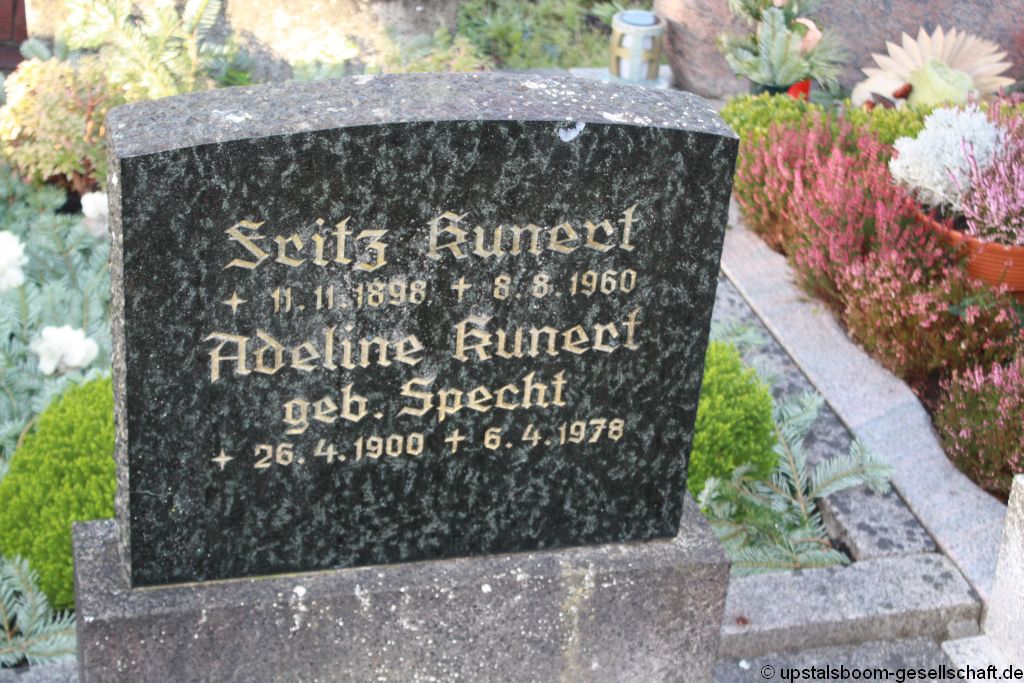 Fritz Kunert
+ 11. 11. 1898 + 8. 8. 1960
Adeline Kunert
geb. Specht
+ 26. 4. 1900 + 6. 4. 1978
© upstalsboom-gesellschaft.de